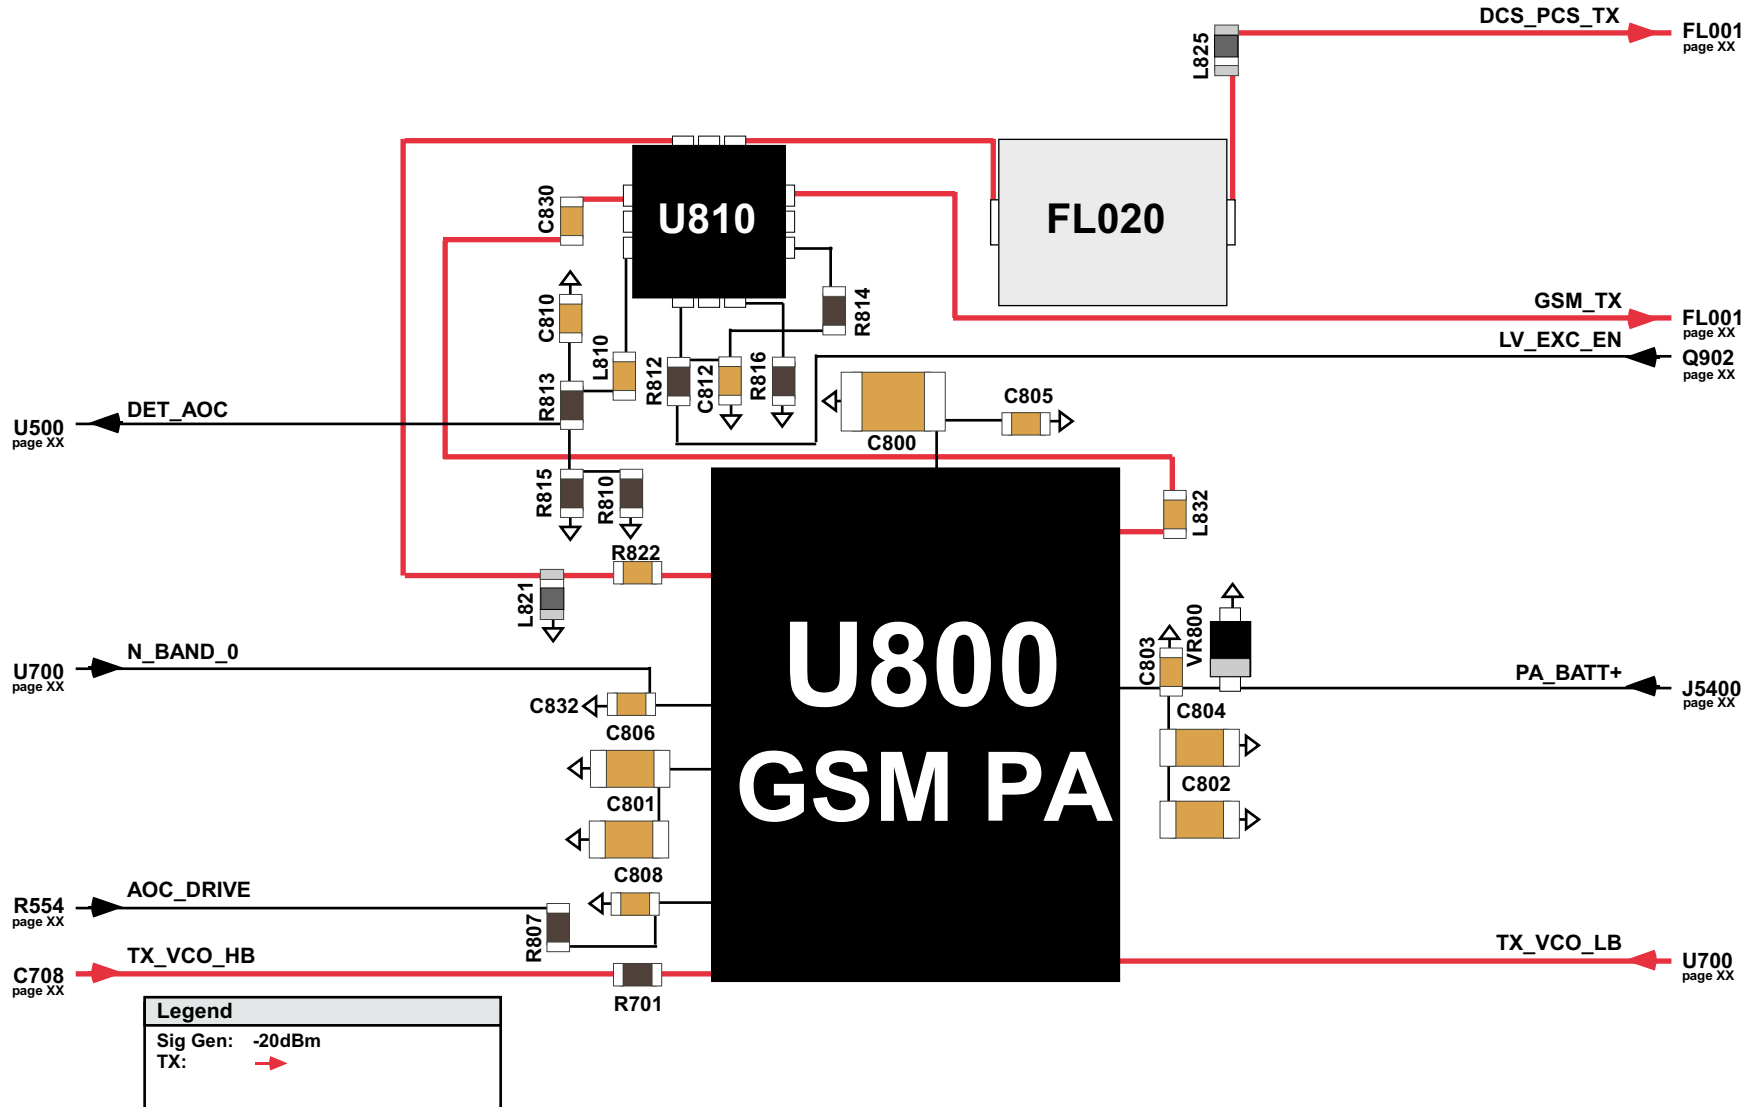 DCS_PCS_TX
FL001
page XX
L825
C830
U810
FL020
C810
L810
R814
GSM_TX
FL001
page XX
LV_EXC_EN
Q902
page XX
R813
R812
C812
R816
DET_AOC
U500
page XX
C805
C800
R815
R810
L832
R822
L821
N_BAND_0
U700
page XX
C832
C806
C801
C808
U800
GSM PA
C803
VR800
PA_BATT+
J5400
page XX
C804
C802
AOC_DRIVE
R554
page XX
R807
TX_VCO_HB
C708
page XX
R701
TX_VCO_LB
U700
page XX
Legend
Sig Gen: -20dBm
TX: